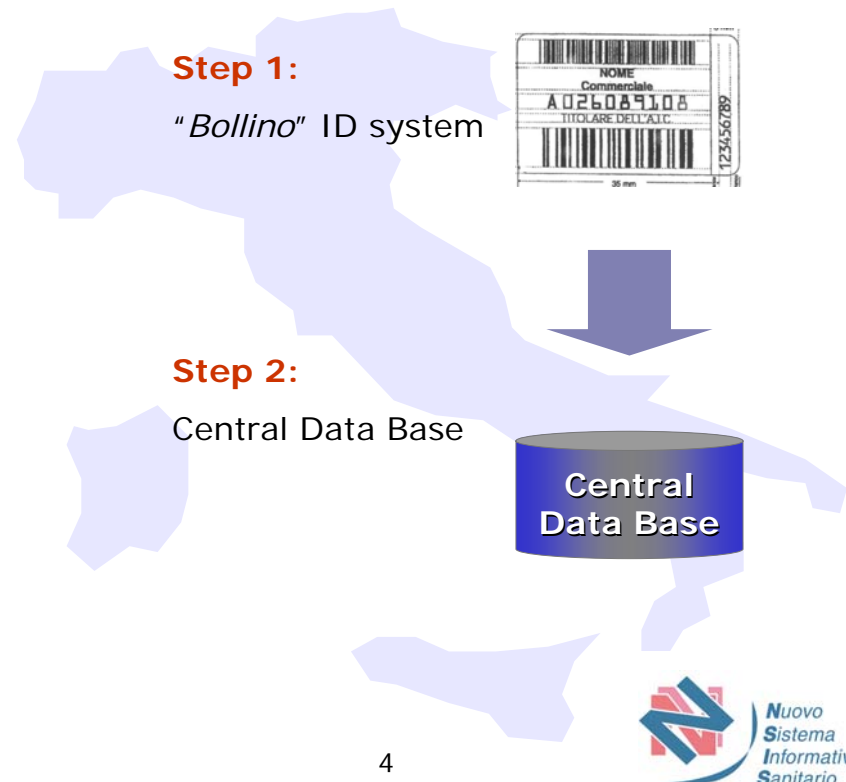 Step 1:
"Bollino" ID system
NOME
Commerciale
A026089108
TITOLARE DELL'A.I.C.
123456789
35 mm
Step 2:
Central Data Base
Central
Data Base
4
Nuovo
Sistema
Informativ
Sanitario